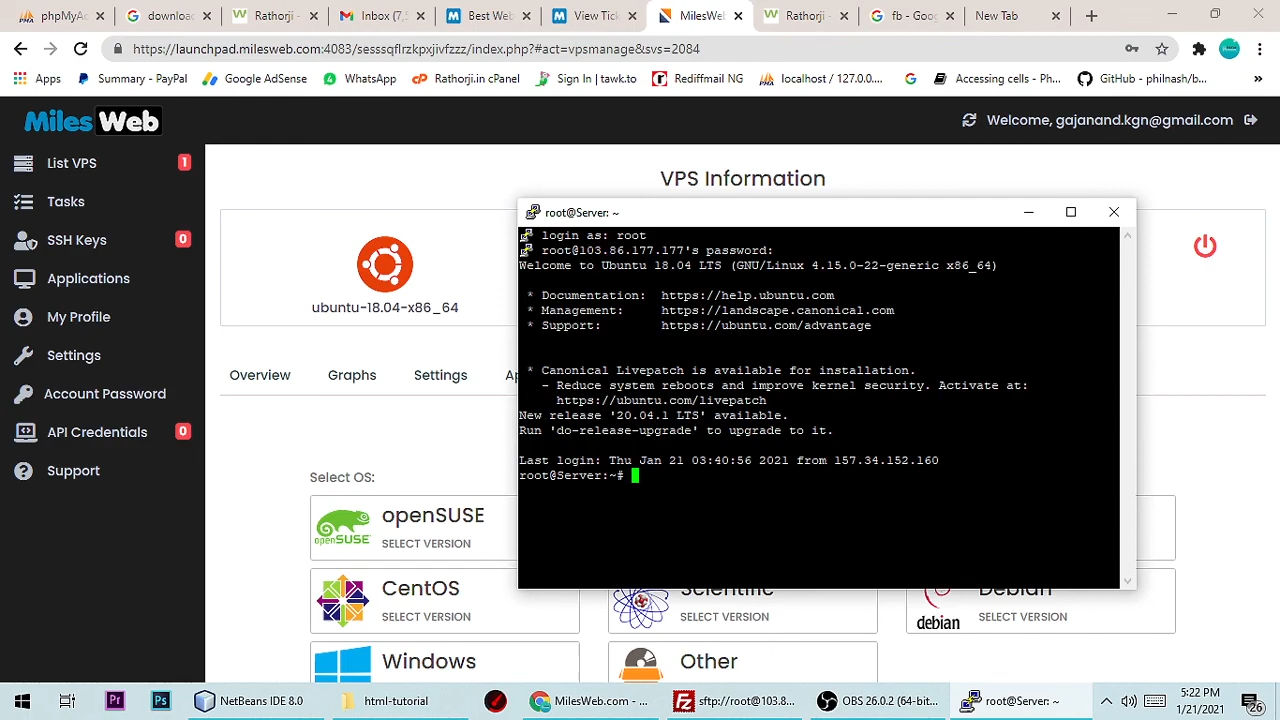 phpMyAc
downloa
Rathorji -
Inbox (5
Best Web
View Tick
MilesWeb
Rathorji -
fb - Goo
New Tab
https://launchpad.milesweb.com:4083/sesssqflrzkpxjivfzzz/index.php?#act=vpsmanage&svs=2084
Apps
Summary - PayPal
Google AdSense
WhatsApp
Rathorji.in cPanel
Sign In | tawk.to
Rediffmail NG
localhost / 127.0.0....
Accessing cells - Ph...
GitHub - philnash/b...
»
MilesWeb
Welcome, gajanand.kgn@gmail.com
List VPS 1
Tasks
SSH Keys 0
Applications
My Profile
Settings
Account Password
API Credentials 0
Support
VPS Information
ubuntu-18.04-x86_64
Overview Graphs Settings Ap
Select OS:
openSUSE
openSUSE
SELECT VERSION
CentOS
SELECT VERSION
Scientific
SELECT VERSION
Debian
debian
SELECT VERSION
Windows
Other
root@Server: ~
login as: root
root@103.86.177.177's password:
Welcome to Ubuntu 18.04 LTS (GNU/Linux 4.15.0-22-generic x86_64)
* Documentation: https://help.ubuntu.com
* Management: https://landscape.canonical.com
* Support: https://ubuntu.com/advantage
* Canonical Livepatch is available for installation.
- Reduce system reboots and improve kernel security. Activate at:
https://ubuntu.com/livepatch
New release '20.04.1 LTS' available.
Run 'do-release-upgrade' to upgrade to it.
Last login: Thu Jan 21 03:40:56 2021 from 157.34.152.160
root@Server:~#
Pr
Ps
NetBeans IDE 8.0
html-tutorial
MilesWeb.com - ...
sftp://root@103.8...
OBS 26.0.2 (64-bit...
root@Server: ~
5:22 PM
1/21/2021
26